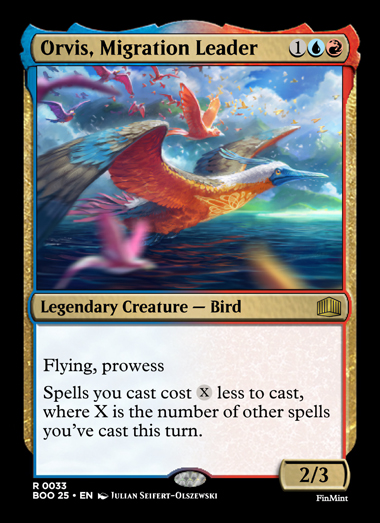 Orvis, Migration Leader 1
Legendary Creature — Bird
Flying, prowess
Spells you cast cost X less to cast,
where X is the number of other spells
you've cast this turn.
2/3
R 0033
BOO 25 • EN Julian Seifert-Olszewski
FinMint